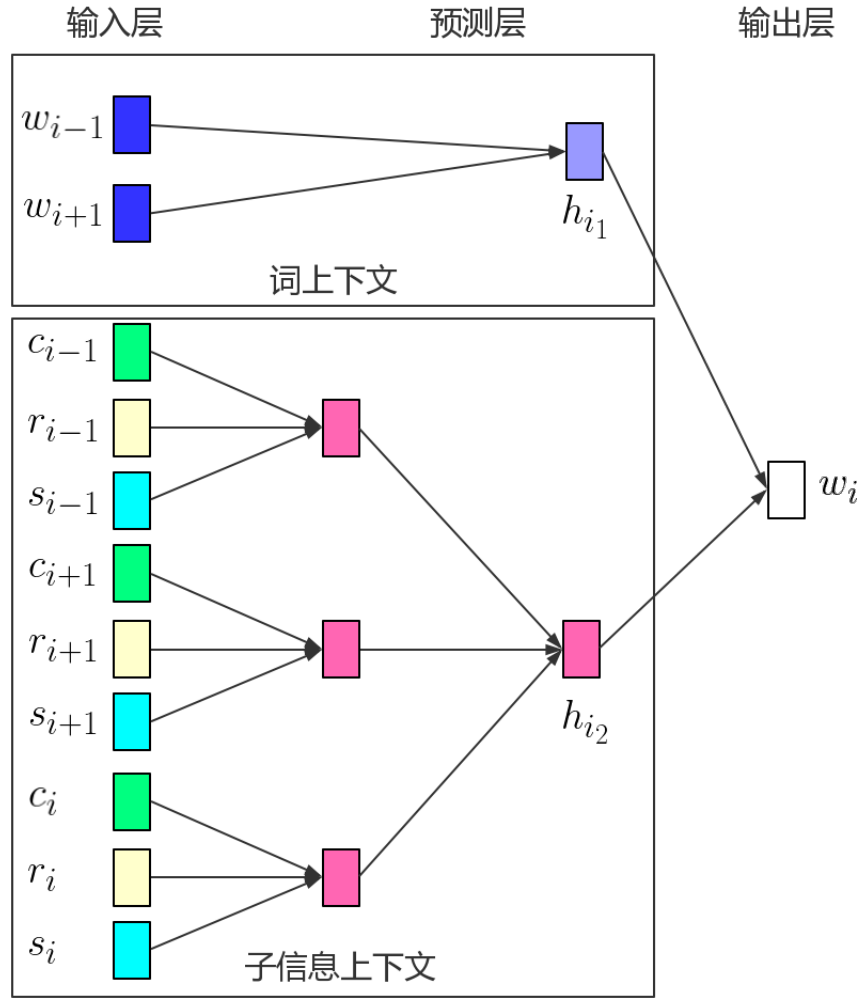 输入层 预测层 输出层
w_{i-1}
w_{i+1}
h_{i_1}
词上下文
c_{i-1}
r_{i-1}
s_{i-1}
w_i
c_{i+1}
r_{i+1}
s_{i+1}
h_{i_2}
c_i
r_i
s_i
子信息上下文